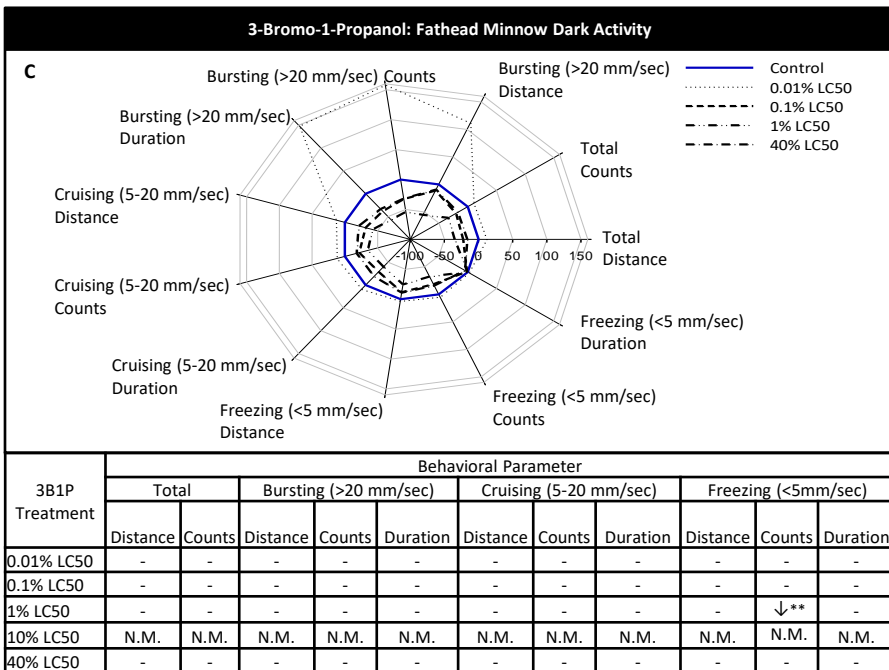 3-Bromo-1-Propanol: Fathead Minnow Dark Activity
C
Bursting (>20 mm/sec) Counts
Bursting (>20 mm/sec)
Distance
Control
0.01% LC50
0.1% LC50
1% LC50
40% LC50
Bursting (>20 mm/sec)
Duration
Total
Counts
Cruising (5-20 mm/sec)
Distance
Total
Distance
-100 -50 0 50 100 150
Cruising (5-20 mm/sec)
Counts
Freezing (<5 mm/sec)
Duration
Cruising (5-20 mm/sec)
Duration
Freezing (<5 mm/sec)
Counts
Freezing (<5 mm/sec)
Distance
3B1P
Treatment
Behavioral Parameter
Total Bursting (>20 mm/sec) Cruising (5-20 mm/sec) Freezing (<5mm/sec)
Distance Counts Distance Counts Duration Distance Counts Duration Distance Counts Duration
0.01% LC50 - - - - - - - - - - -
0.1% LC50 - - - - - - - - - - -
1% LC50 - - - - - - - - - ↓** -
10% LC50 N.M. N.M. N.M. N.M. N.M. N.M. N.M. N.M. N.M. N.M. N.M.
40% LC50 - - - - - - - - - - -